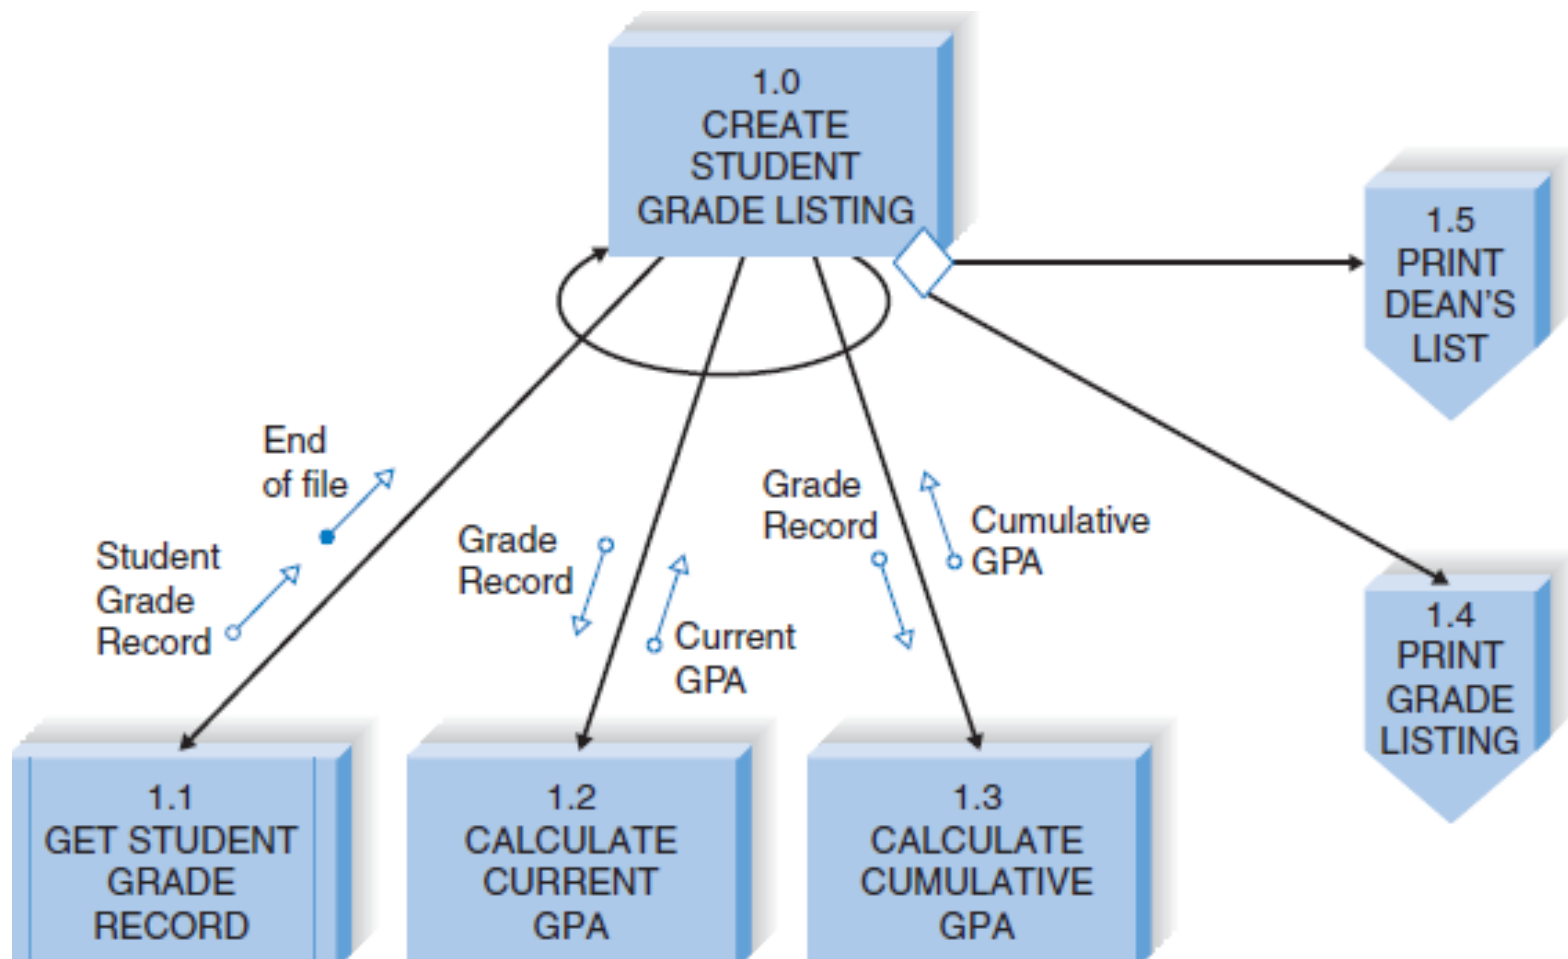 1.0
CREATE
STUDENT
GRADE LISTING
1.5
PRINT
DEAN'S
LIST
End
of file
Student
Grade
Record
Grade
Record
Current
GPA
Grade
Record
Cumulative
GPA
1.4
PRINT
GRADE
LISTING
1.1
GET STUDENT
GRADE
RECORD
1.2
CALCULATE
CURRENT
GPA
1.3
CALCULATE
CUMULATIVE
GPA